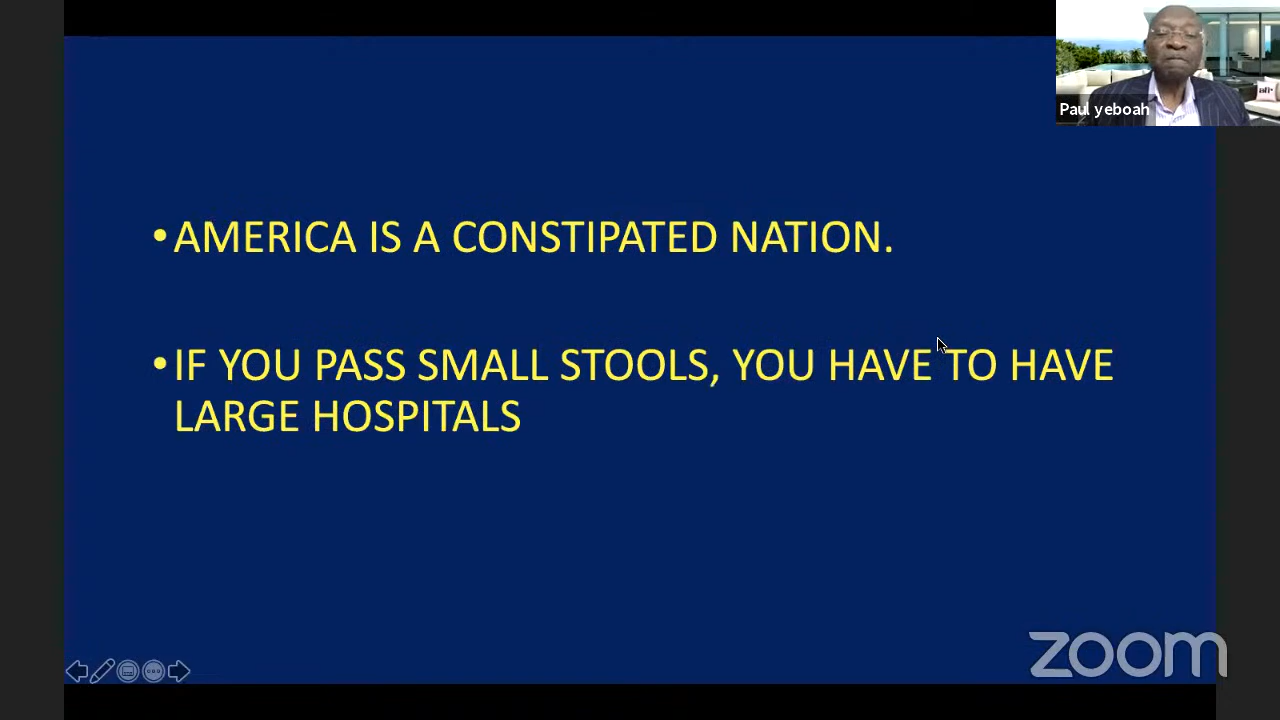 Paul yeboah
•AMERICA IS A CONSTIPATED NATION.
•IF YOU PASS SMALL STOOLS, YOU HAVE TO HAVE
LARGE HOSPITALS
zoom